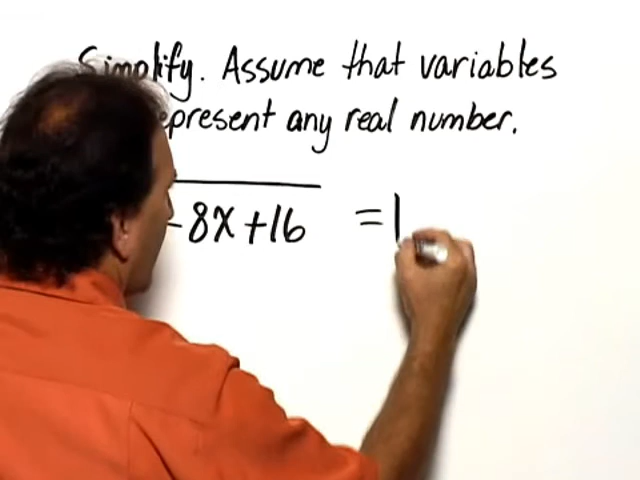 Simplify. Assume that variables
represent any real number.
- 8x + 16 = |